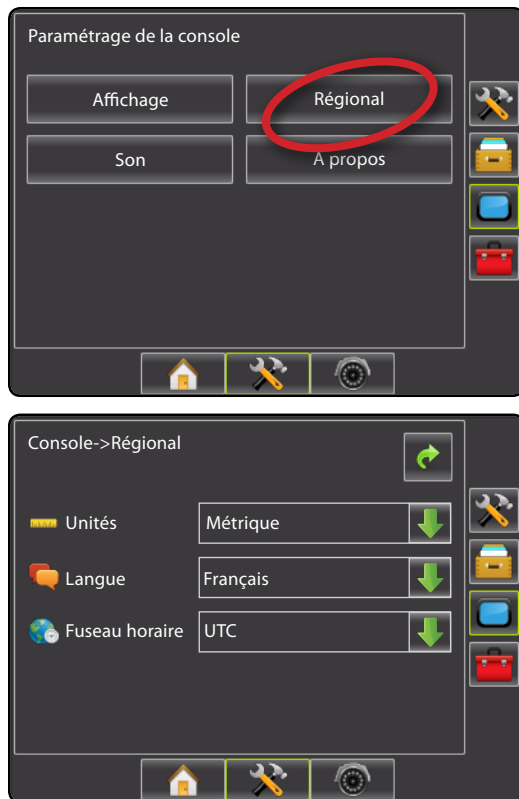 Paramétrage de la console
Affichage
Régional
Son
A propos
Console->Régional
Unités
Métrique
Langue
Français
Fuseau horaire
UTC